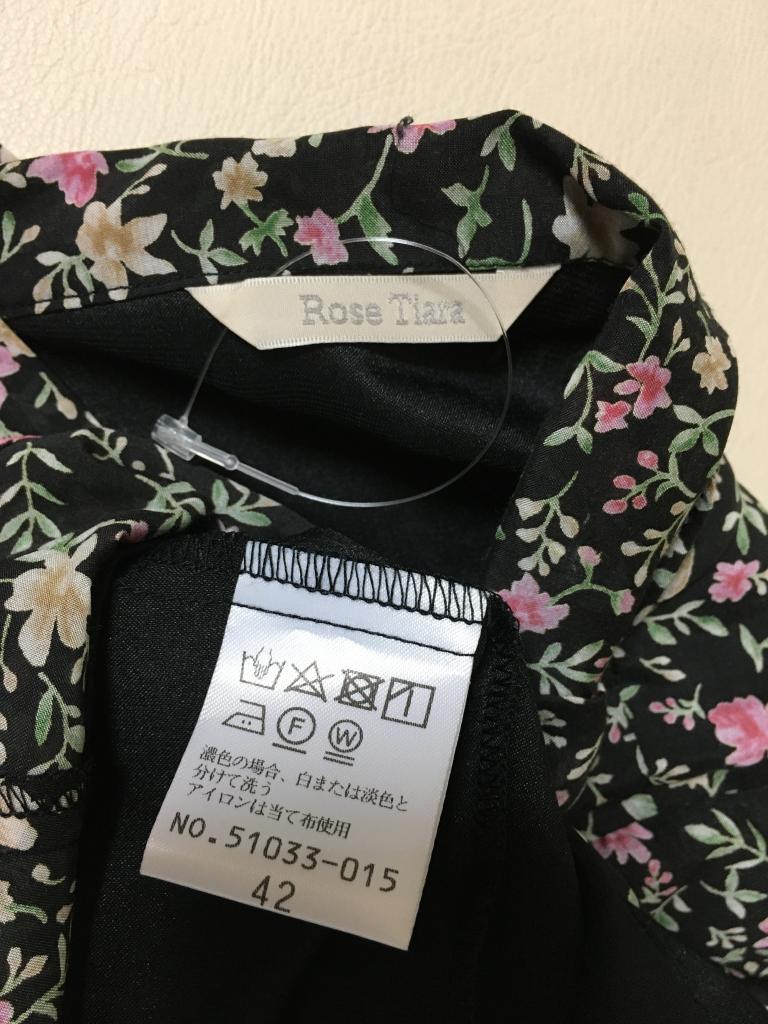 Rose Tiara
F W
濃色の場合、白または淡色と
分けて洗う
アイロンは当て布使用
NO.51033-015
42